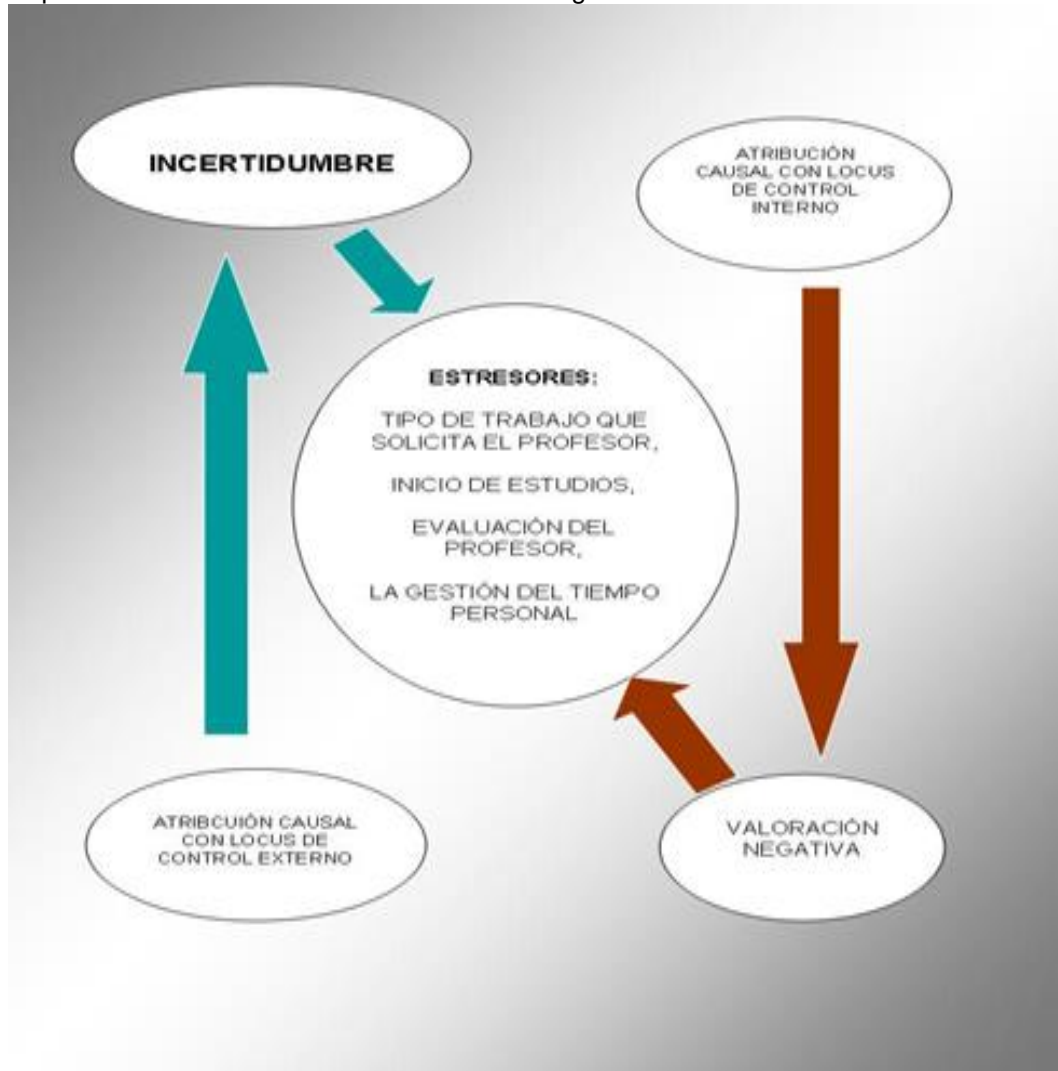 INCERTIDUMBRE
ATRIBUCIÓN
CAUSAL CON LOCUS
DE CONTROL
INTERNO
ESTRESORES:
TIPO DE TRABAJO QUE
SOLICITA EL PROFESOR,
INICIO DE ESTUDIOS,
EVALUACIÓN DEL
PROFESOR,
LA GESTIÓN DEL TIEMPO
PERSONAL
ATRIBCUIÓN CAUSAL
CON LOCUS DE
CONTROL EXTERNO
VALORACIÓN
NEGATIVA